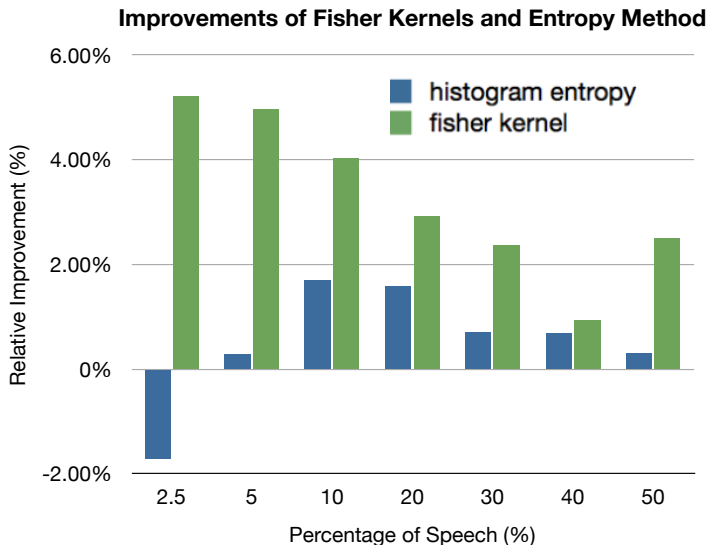 Improvements of Fisher Kernels and Entropy Method
6.00%
histogram entropy
fisher kernel
4.00%
2.00%
0%
-2.00%
Relative Improvement (%)
2.5 5 10 20 30 40 50
Percentage of Speech (%)